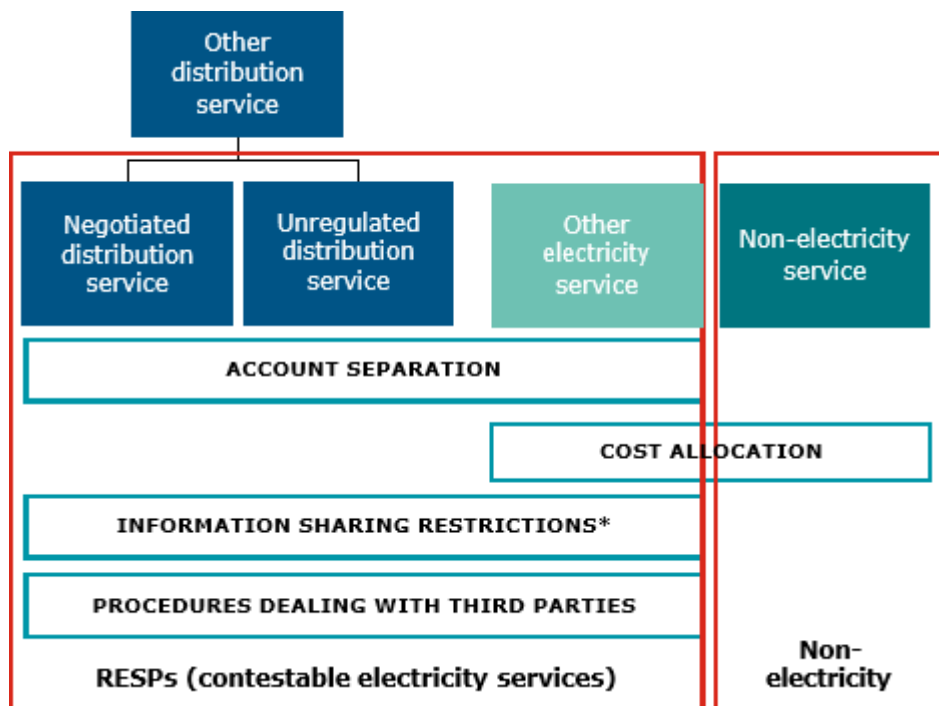 Other
distribution
service
Negotiated
distribution
service
Unregulated
distribution
service
Other
electricity
service
Non-electricity
service
ACCOUNT SEPARATION
COST ALLOCATION
INFORMATION SHARING RESTRICTIONS*
PROCEDURES DEALING WITH THIRD PARTIES
RESPs (contestable electricity services)
Non-
electricity